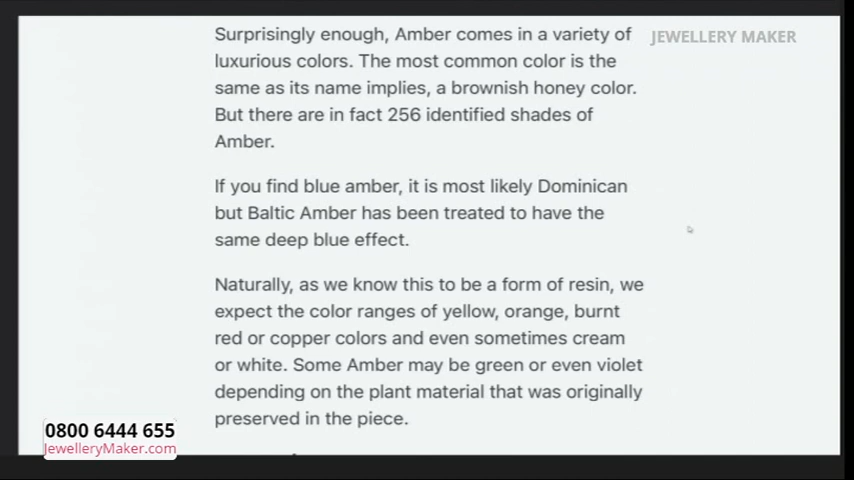 JEWELLERY MAKER
Surprisingly enough, Amber comes in a variety of
luxurious colors. The most common color is the
same as its name implies, a brownish honey color.
But there are in fact 256 identified shades of
Amber.
If you find blue amber, it is most likely Dominican
but Baltic Amber has been treated to have the
same deep blue effect.
Naturally, as we know this to be a form of resin, we
expect the color ranges of yellow, orange, burnt
red or copper colors and even sometimes cream
or white. Some Amber may be green or even violet
depending on the plant material that was originally
preserved in the piece.
0800 6444 655
JewelleryMaker.com